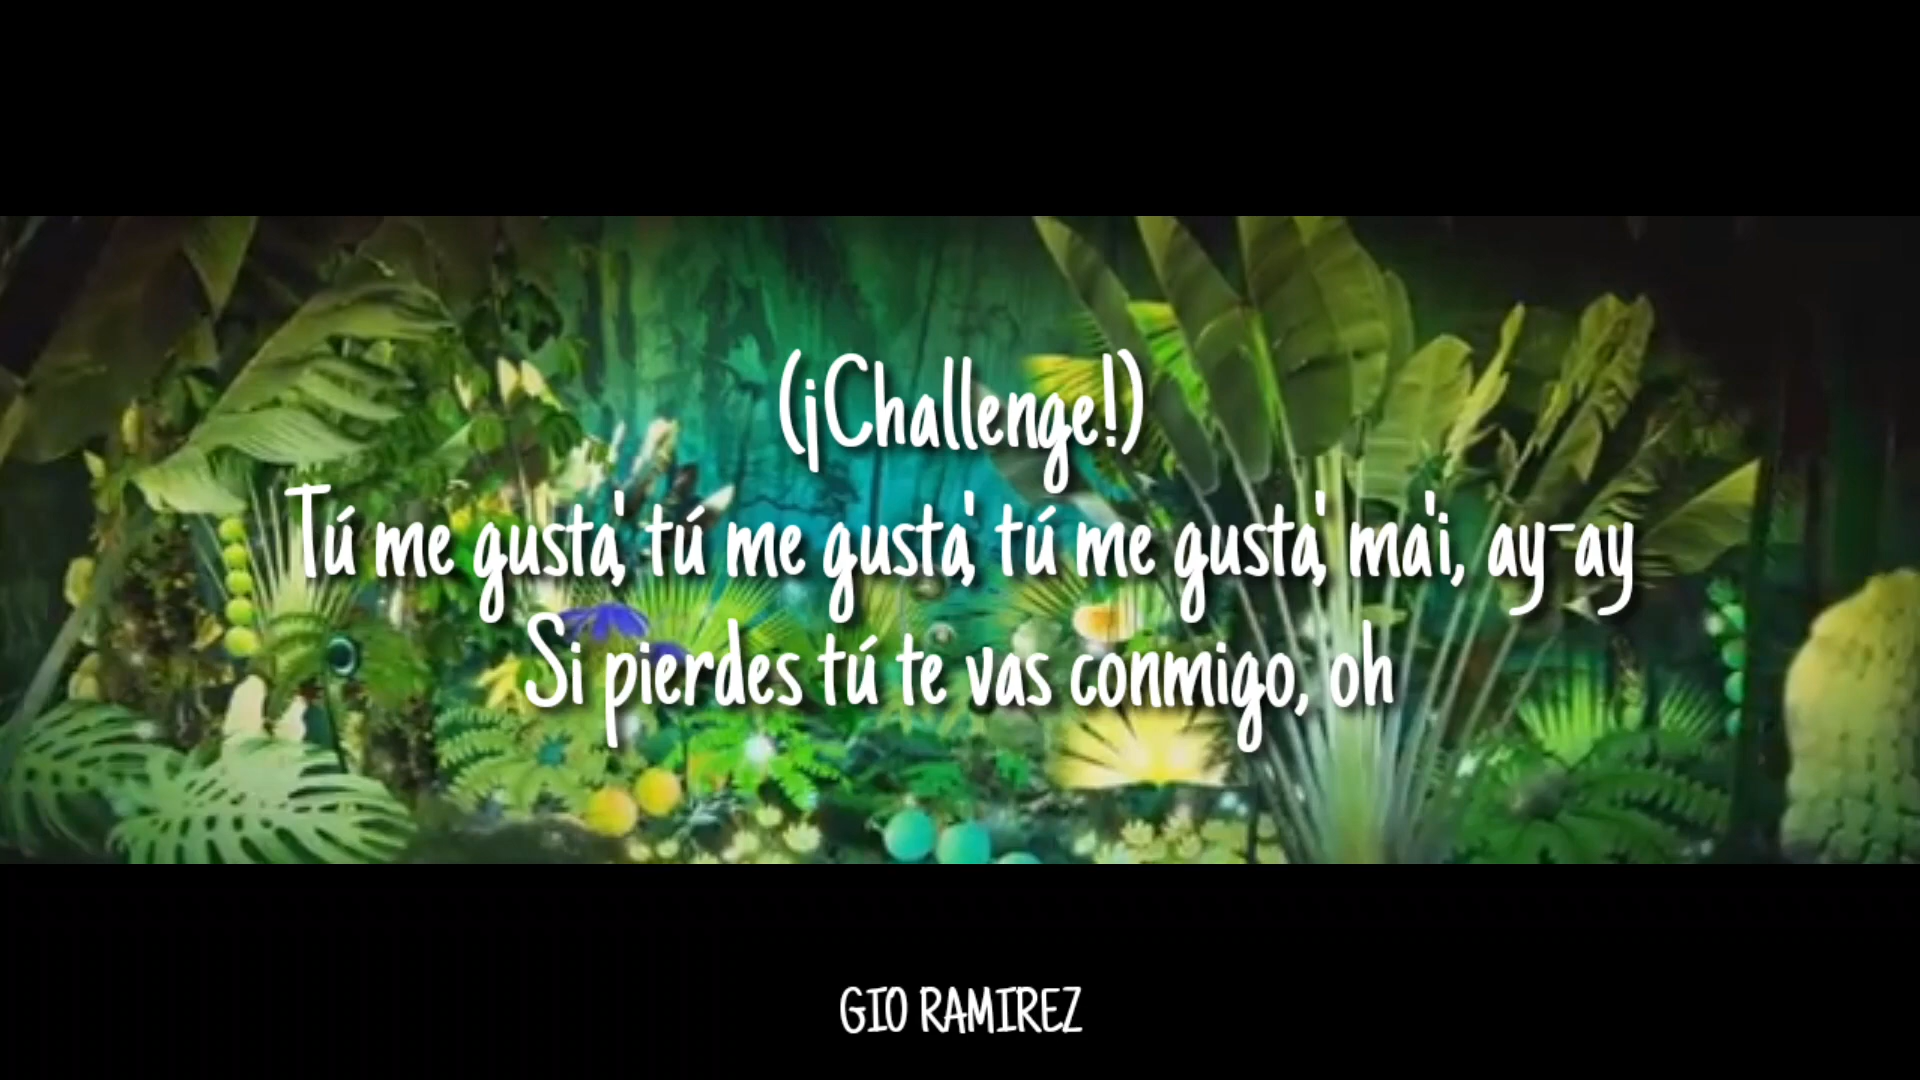 (¡Challenge!)
Tú me gusta', tú me gusta', tú me gusta', ma'i, ay-ay
Si pierdes tú te vas conmigo, oh
GIO RAMIREZ